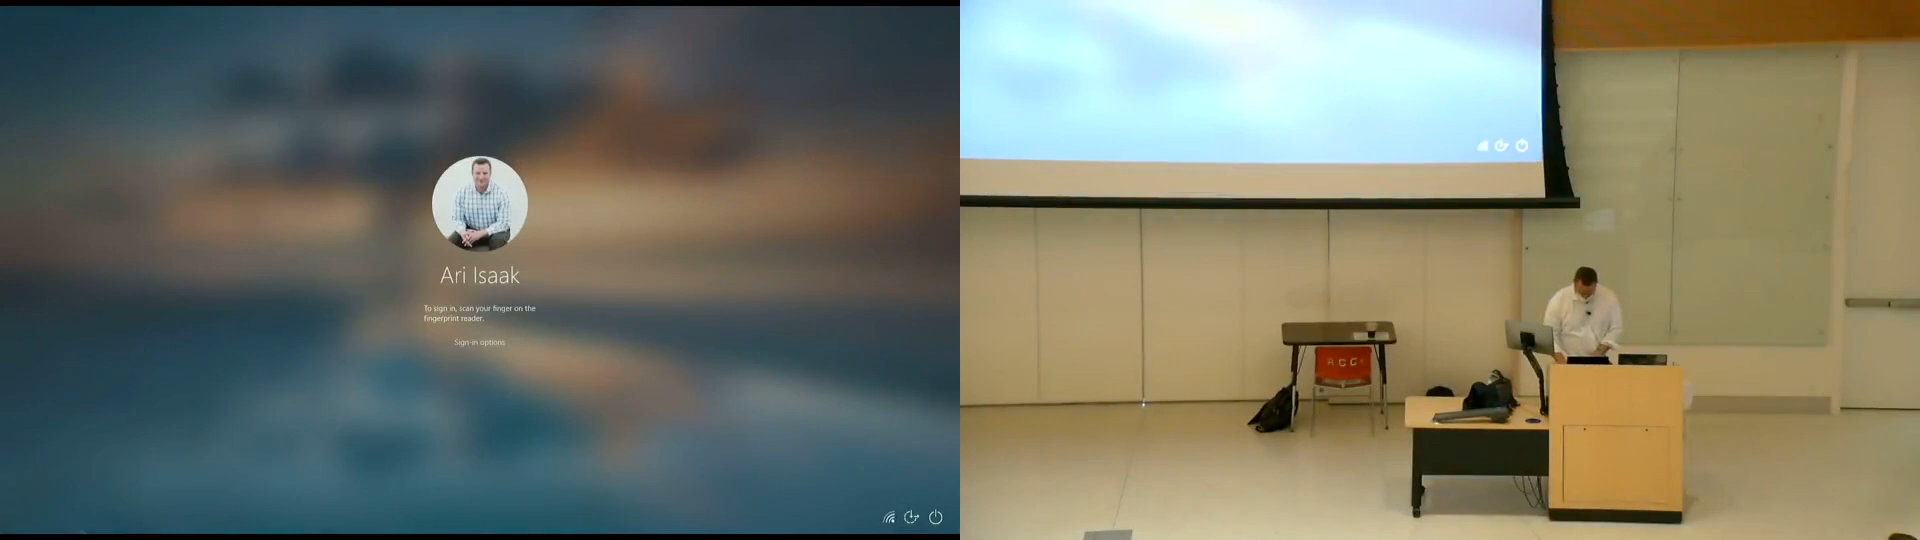 Ari Isaak
To sign in, scan your finger on the
fingerprint reader.
Sign-in options